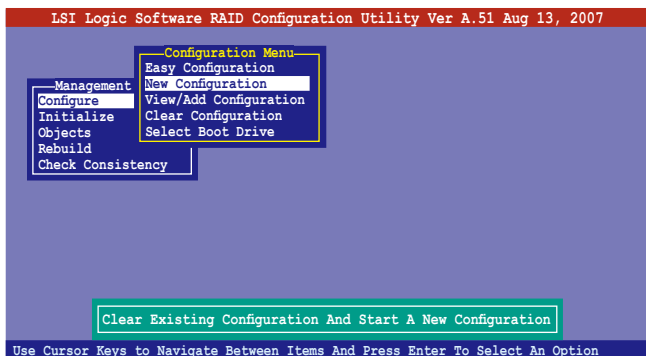 LSI Logic Software RAID Configuration Utility Ver A.51 Aug 13, 2007
Configuration Menu
Easy Configuration
New Configuration
View/Add Configuration
Clear Configuration
Select Boot Drive
Management
Configure
Initialize
Objects
Rebuild
Check Consistency
Clear Existing Configuration And Start A New Configuration
Use Cursor Keys to Navigate Between Items And Press Enter To Select An Option